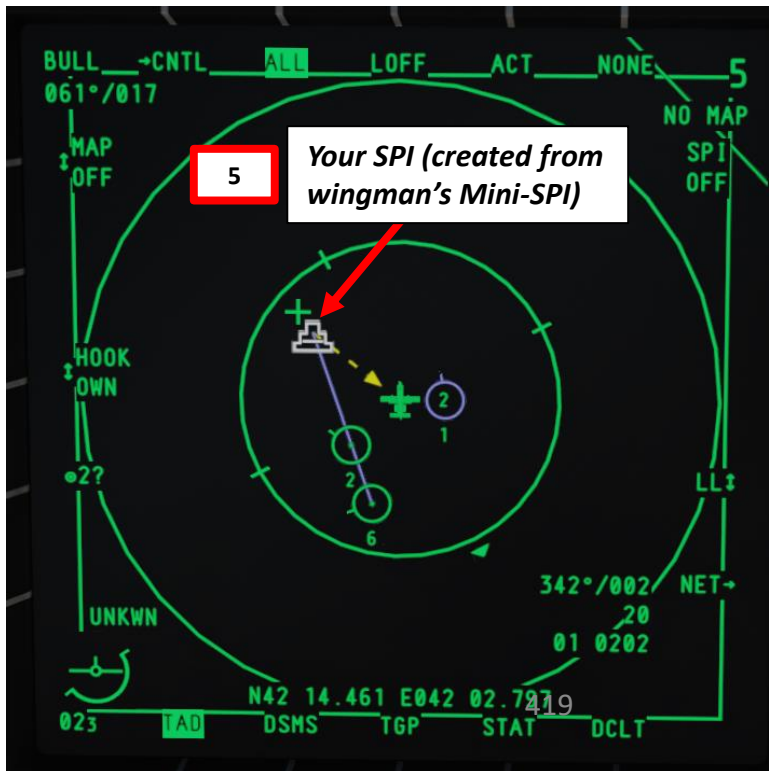 BULL →CNTL ALL LOFF ACT NONE 5
061°/017
NO MAP
MAP
OFF
SPI
OFF
5
Your SPI (created from
wingman's Mini-SPI)
HOOK
OWN
2
1
2?
2
LL
6
342°/002 NET→
20
UNKWN
01 0202
N42 14.461 E042 02.797
419
023 TAD DSMS TGP STAT DCLT